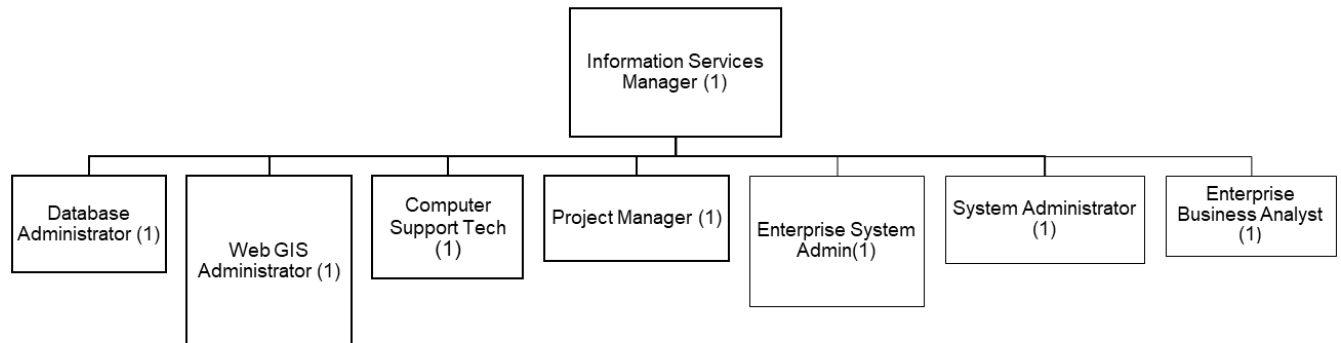 Information Services
Manager (1)
Database
Administrator (1)
Web GIS
Administrator (1)
Computer
Support Tech
(1)
Project Manager (1)
Enterprise System
Admin(1)
System Administrator
(1)
Enterprise
Business Analyst
(1)